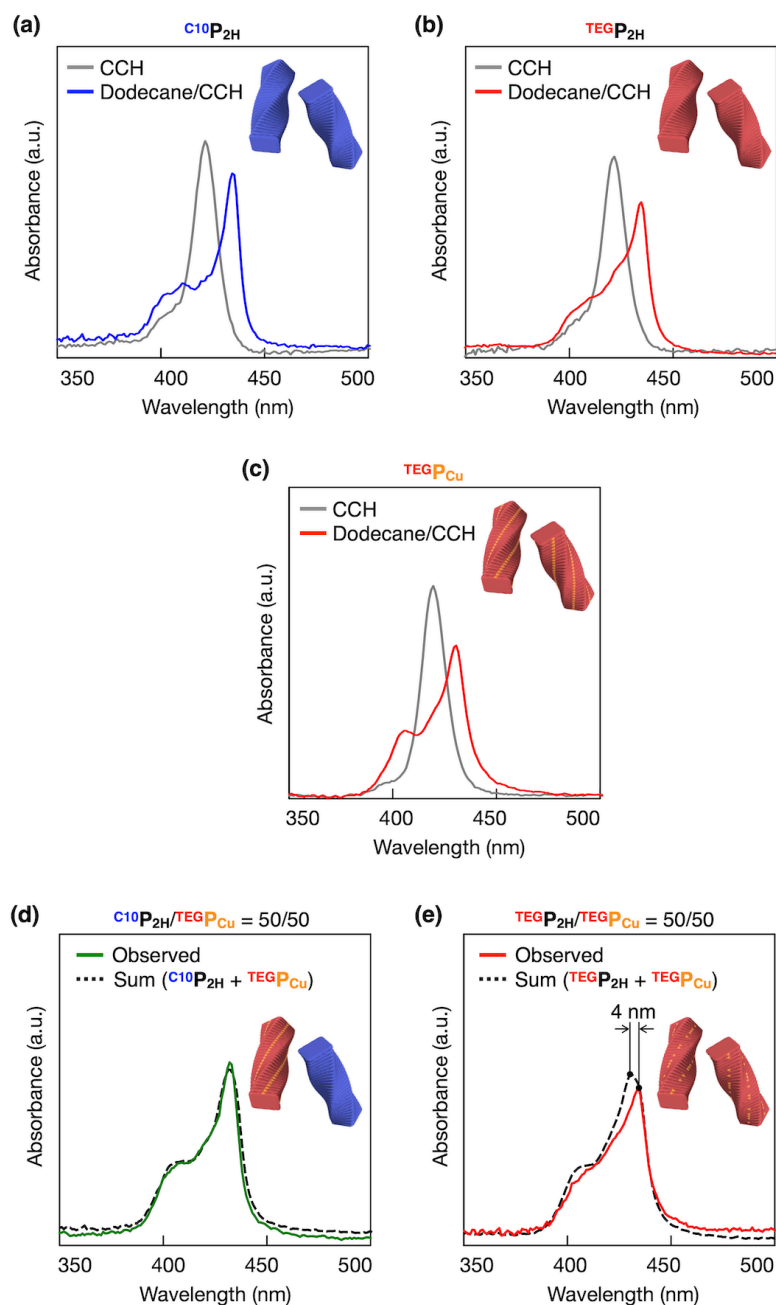 (a)
C10P2H
CCH
Dodecane/CCH
Absorbance (a.u.)
350 400 450 500
Wavelength (nm)
(b)
TEGP2H
CCH
Dodecane/CCH
Absorbance (a.u.)
350 400 450 500
Wavelength (nm)
(c)
TEGPCu
CCH
Dodecane/CCH
Absorbance (a.u.)
350 400 450 500
Wavelength (nm)
(d)
C10P2H/TEGPCu = 50/50
Observed
Sum (C10P2H + TEGPCu)
Absorbance (a.u.)
350 400 450 500
Wavelength (nm)
(e)
TEGP2H/TEGPCu = 50/50
Observed
Sum (TEGP2H + TEGPCu)
4 nm
Absorbance (a.u.)
350 400 450 500
Wavelength (nm)